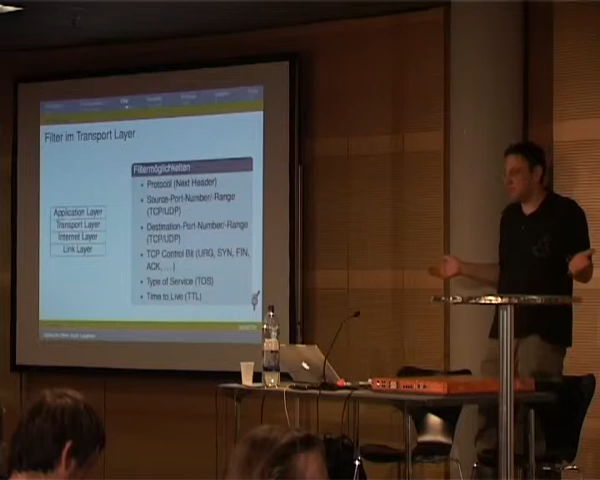 Filter im Transport Layer
Application Layer
Transport Layer
Internet Layer
Link Layer
Filtermöglichkeiten
Protocol (Next Header)
Source-Port-Number/-Range
(TCP/UDP)
Destination-Port-Number/-Range
(TCP/UDP)
TCP Control Bit (URG, SYN, FIN,
ACK, . . .)
Type of Service (TOS)
Time to Live (TTL)